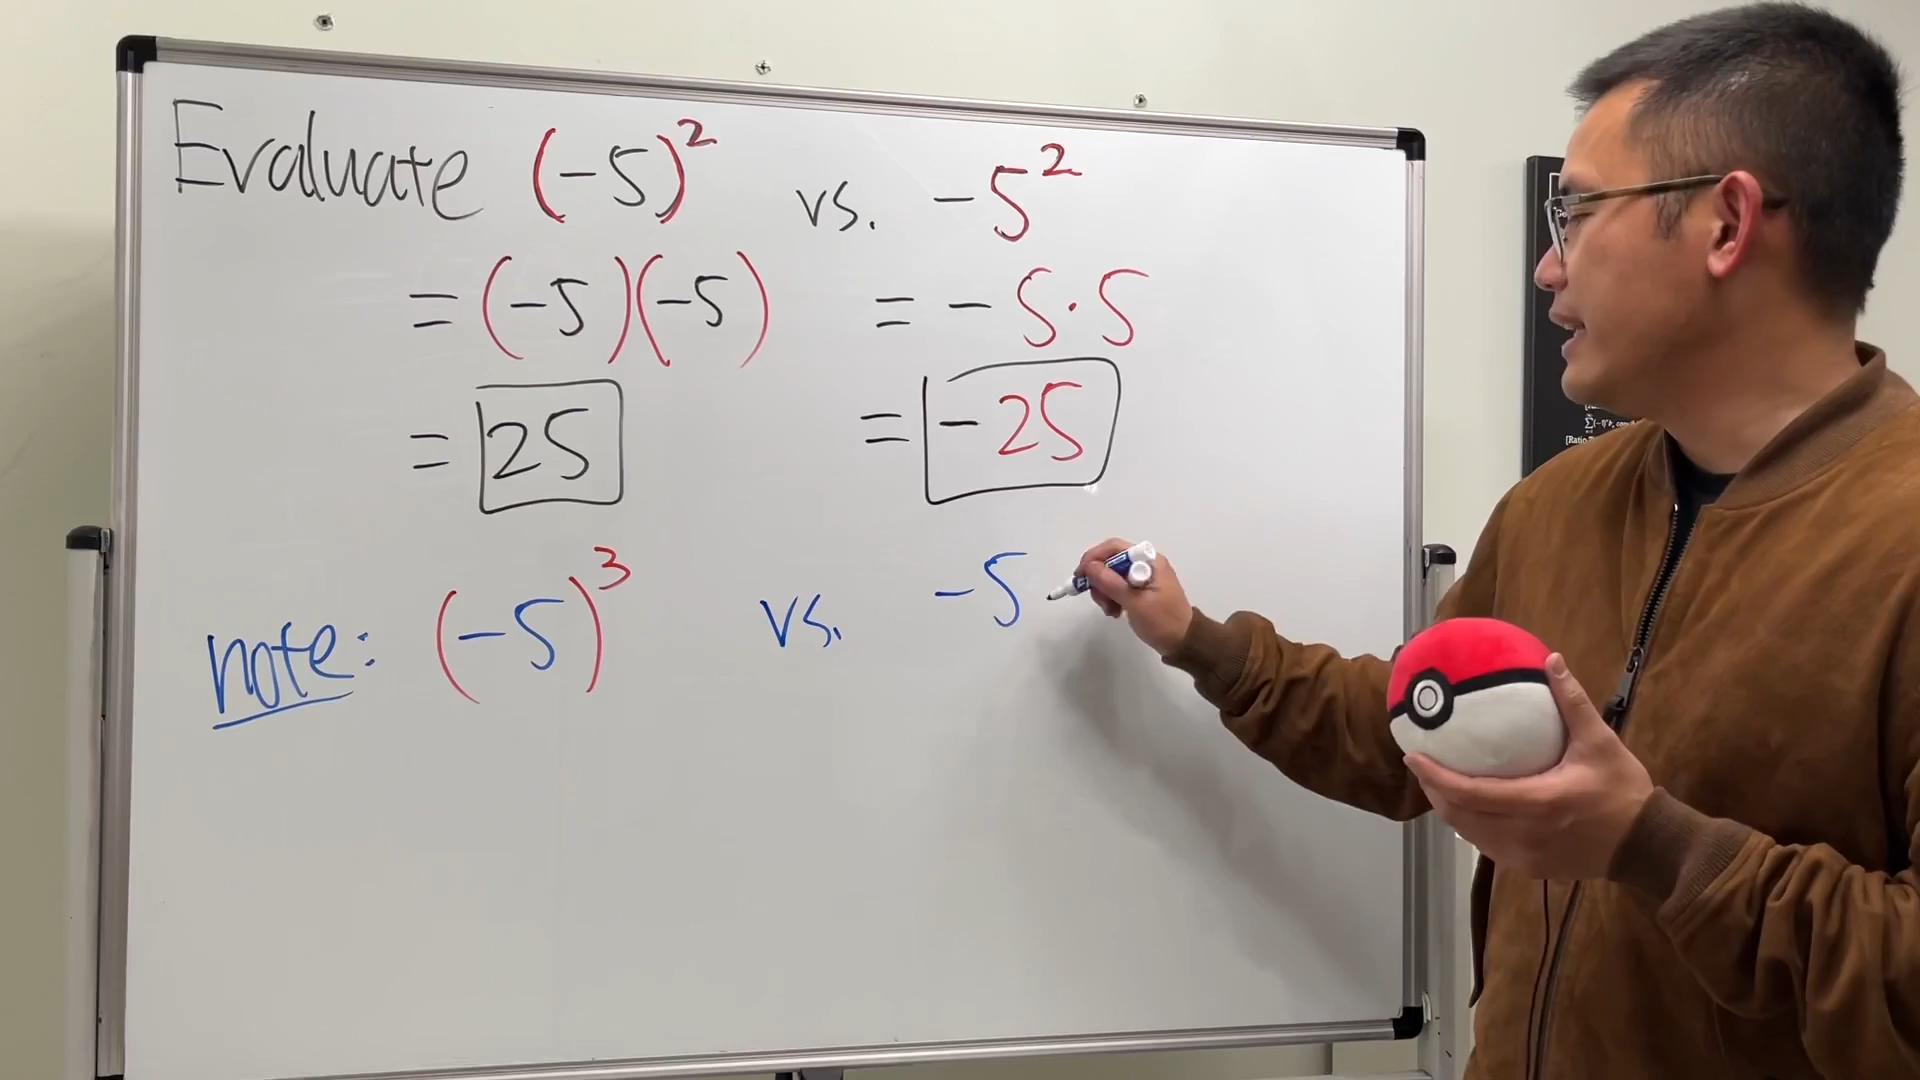 Evaluate (-5)² vs. -5²
= (-5)(-5) = -5·5
= 25 = -25
note: (-5)³ vs. -5